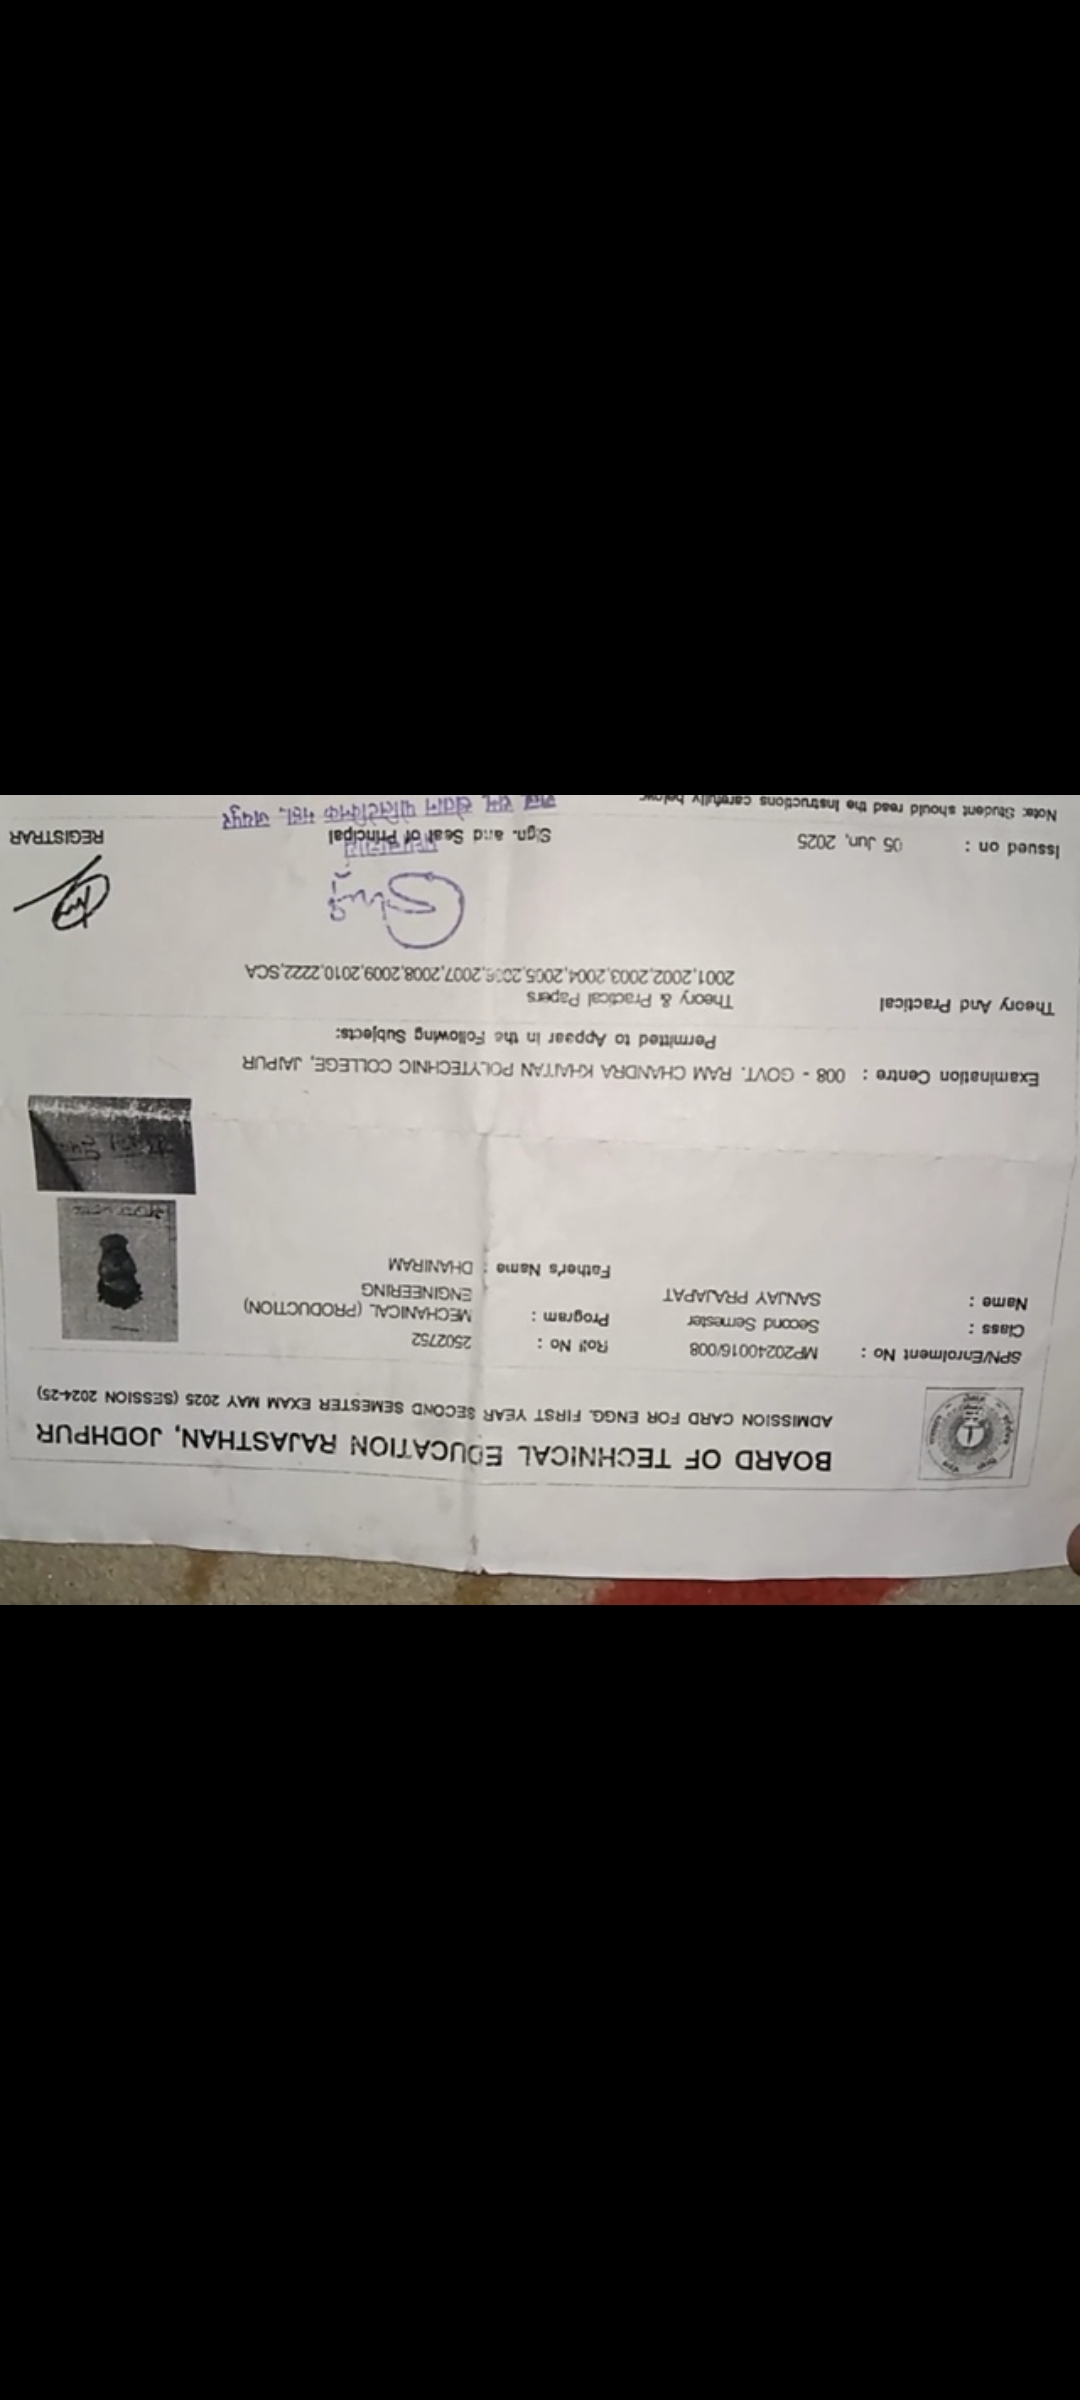 BOARD OF TECHNICAL EDUCATION RAJASTHAN, JODHPUR
ADMISSION CARD FOR ENGG. FIRST YEAR SECOND SEMESTER EXAM MAY 2025 (SESSION 2024-25)
SPN/Enrolment No : MP20240016/008 Roll No : 2502752
Class : Second Semester Program : MECHANICAL (PRODUCTION) ENGINEERING
Name : SANJAY PRAJAPAT Father's Name : DHANIRAM
Examination Centre : 008 - GOVT. RAM CHANDRA KHAITAN POLYTECHNIC COLLEGE, JAIPUR
Permitted to Appear in the Following Subjects:
Theory And Practical Theory & Practical Papers
2001,2002,2003,2004,2005,2006,2007,2008,2009,2010,2222,SCA
Issued on : 05 Jun, 2025 Sign. and Seal of Principal REGISTRAR
प्रधानाचार्य
खेतान पोलिटेक्निक महा. जयपुर
Note: Student should read the Instructions carefully below: